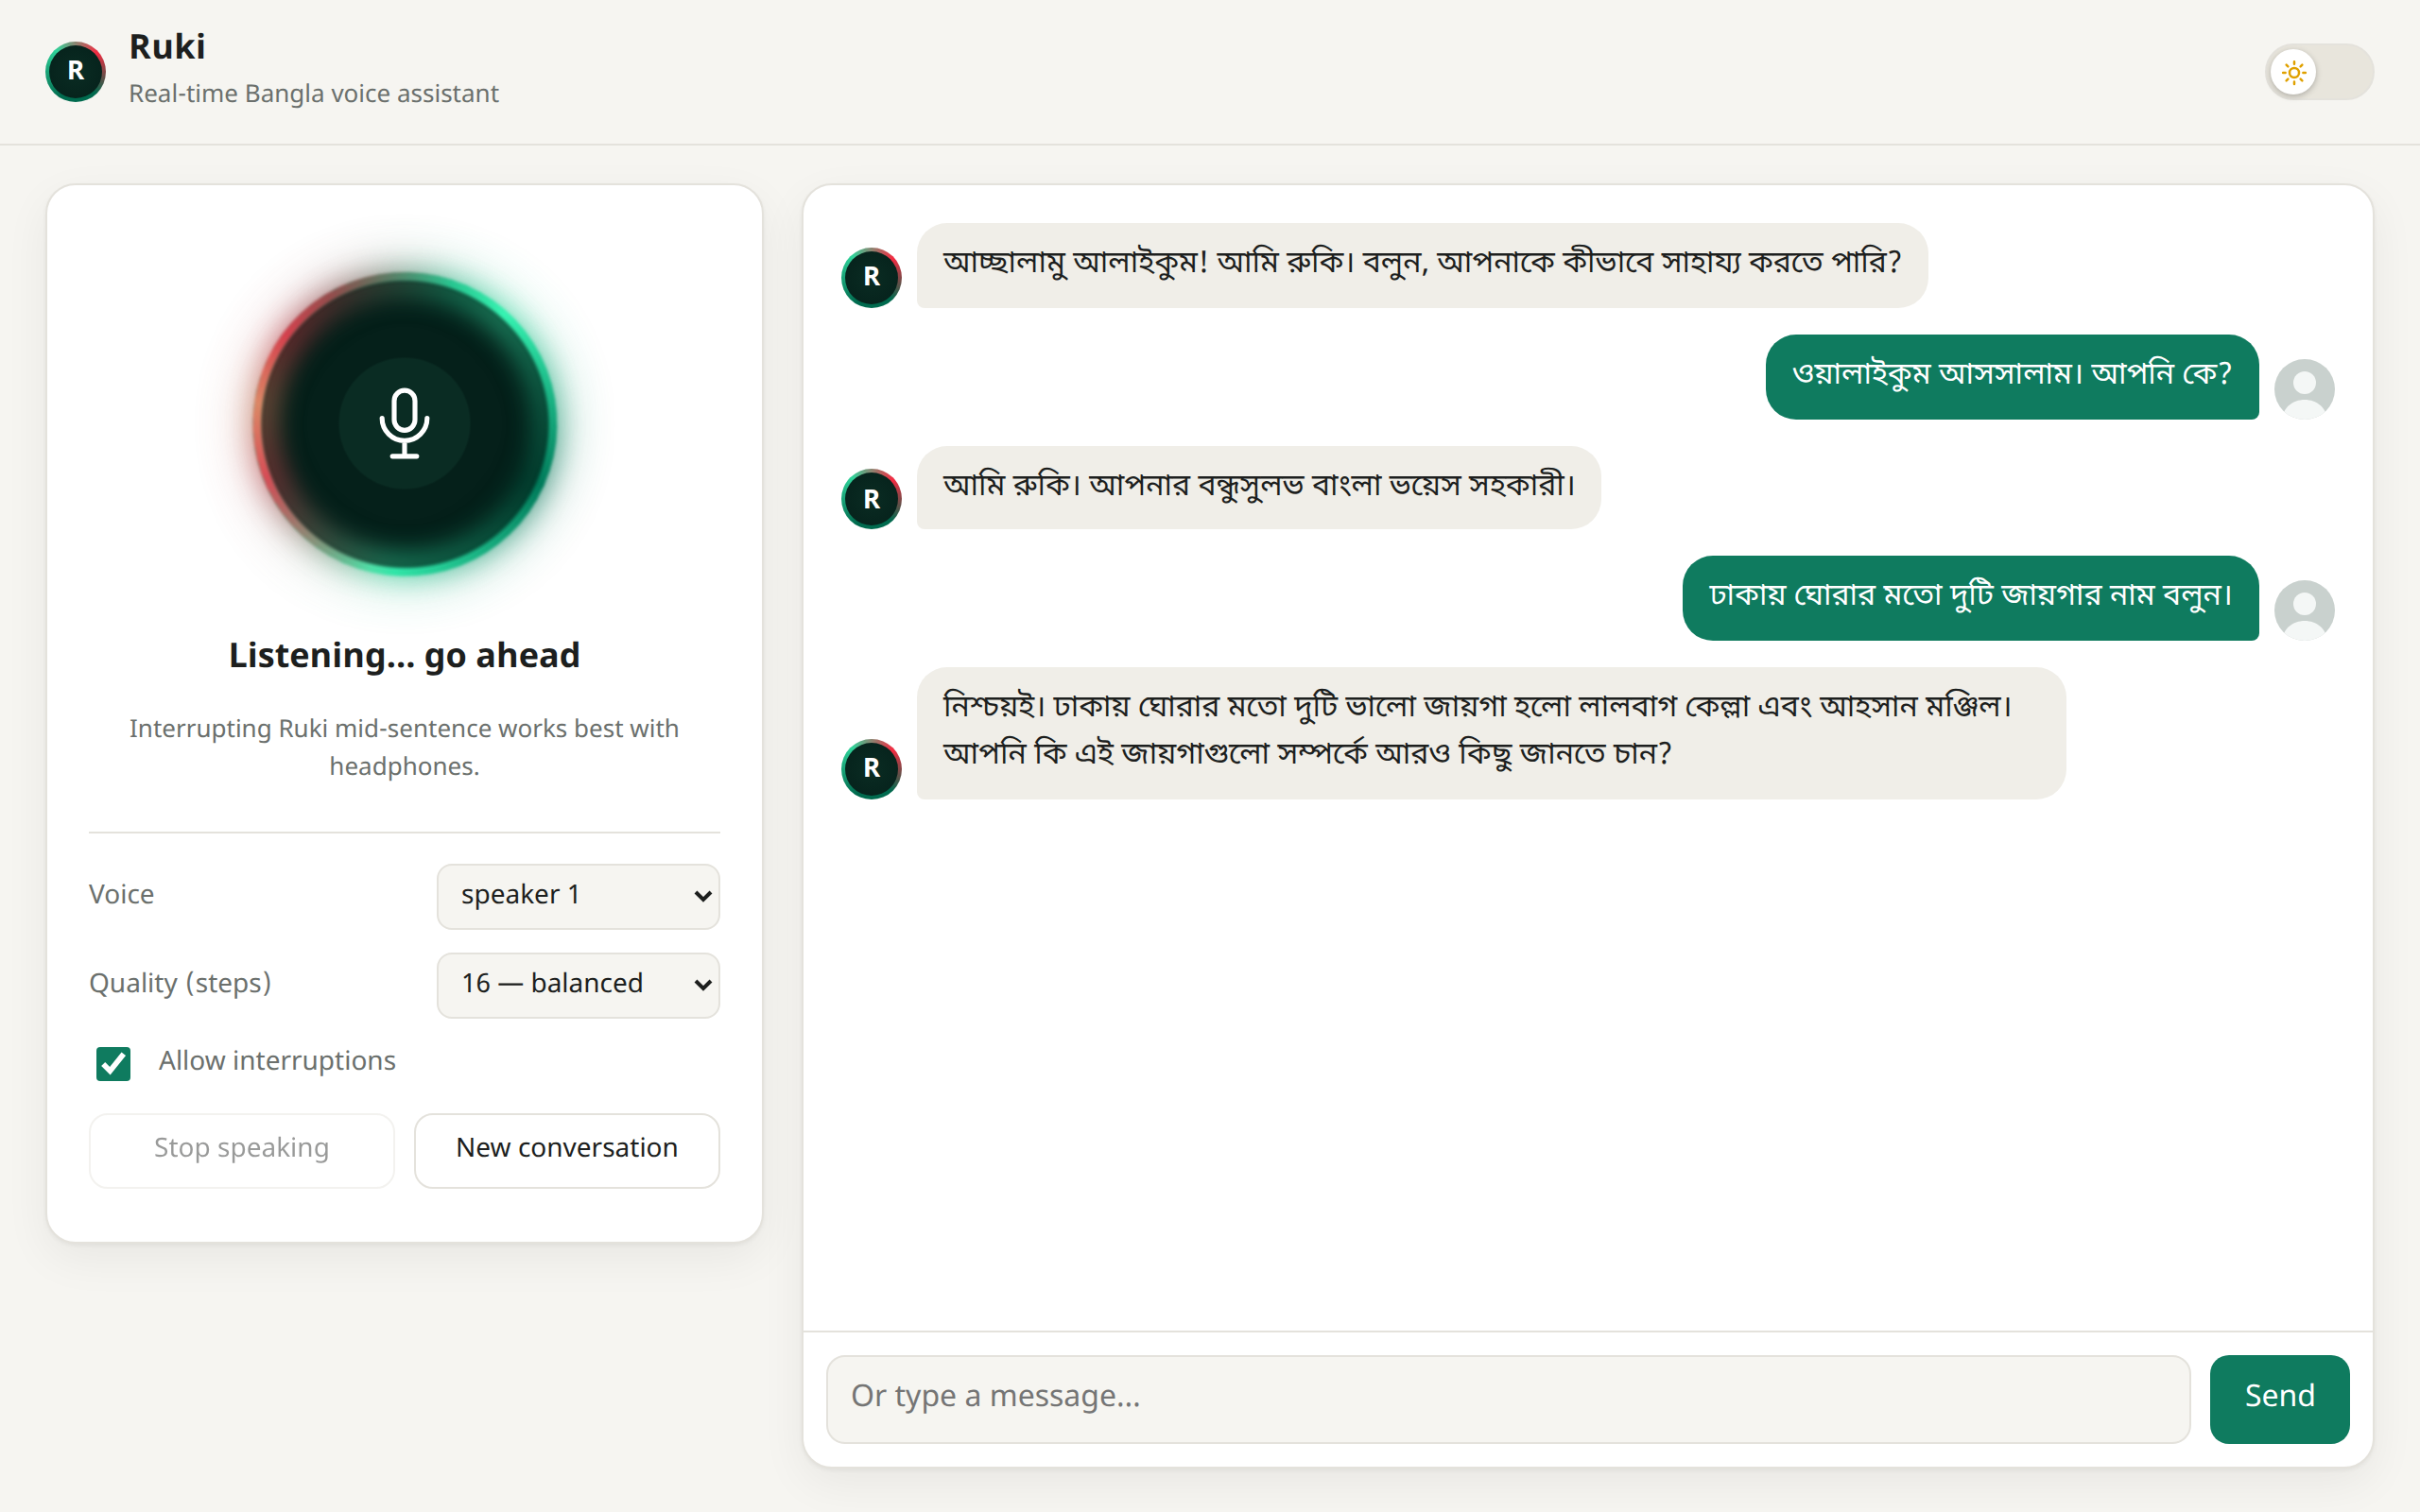 R
Ruki
Real-time Bangla voice assistant
Listening... go ahead
Interrupting Ruki mid-sentence works best with
headphones.
Voice
speaker 1
Quality (steps)
16 — balanced
Allow interruptions
Stop speaking
New conversation
R
আচ্ছালামু আলাইকুম! আমি রুকি। বলুন, আপনাকে কীভাবে সাহায্য করতে পারি?
ওয়ালাইকুম আসসালাম। আপনি কে?
R
আমি রুকি। আপনার বন্ধুসুলভ বাংলা ভয়েস সহকারী।
ঢাকায় ঘোরার মতো দুটি জায়গার নাম বলুন।
R
নিশ্চয়ই। ঢাকায় ঘোরার মতো দুটি ভালো জায়গা হলো লালবাগ কেল্লা এবং আহসান মঞ্জিল।
আপনি কি এই জায়গাগুলো সম্পর্কে আরও কিছু জানতে চান?
Or type a message...
Send